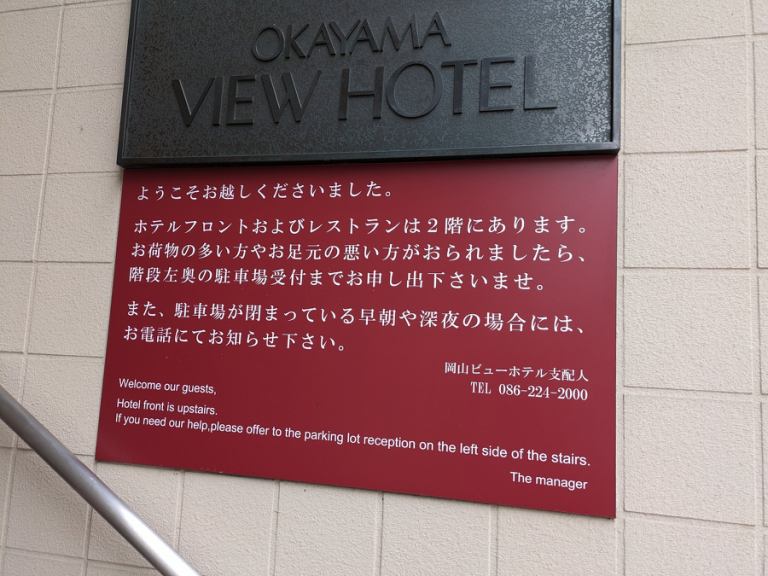 OKAYAMA
VIEW HOTEL
ようこそお越しくださいました。
ホテルフロントおよびレストランは2階にあります。
お荷物の多い方やお足元の悪い方がおられましたら、
階段左奥の駐車場受付までお申し出下さいませ。
また、駐車場が閉まっている早朝や深夜の場合には、
お電話にてお知らせ下さい。
岡山ビューホテル支配人
TEL 086-224-2000
Welcome our guests,
Hotel front is upstairs.
If you need our help,please offer to the parking lot reception on the left side of the stairs.
The manager